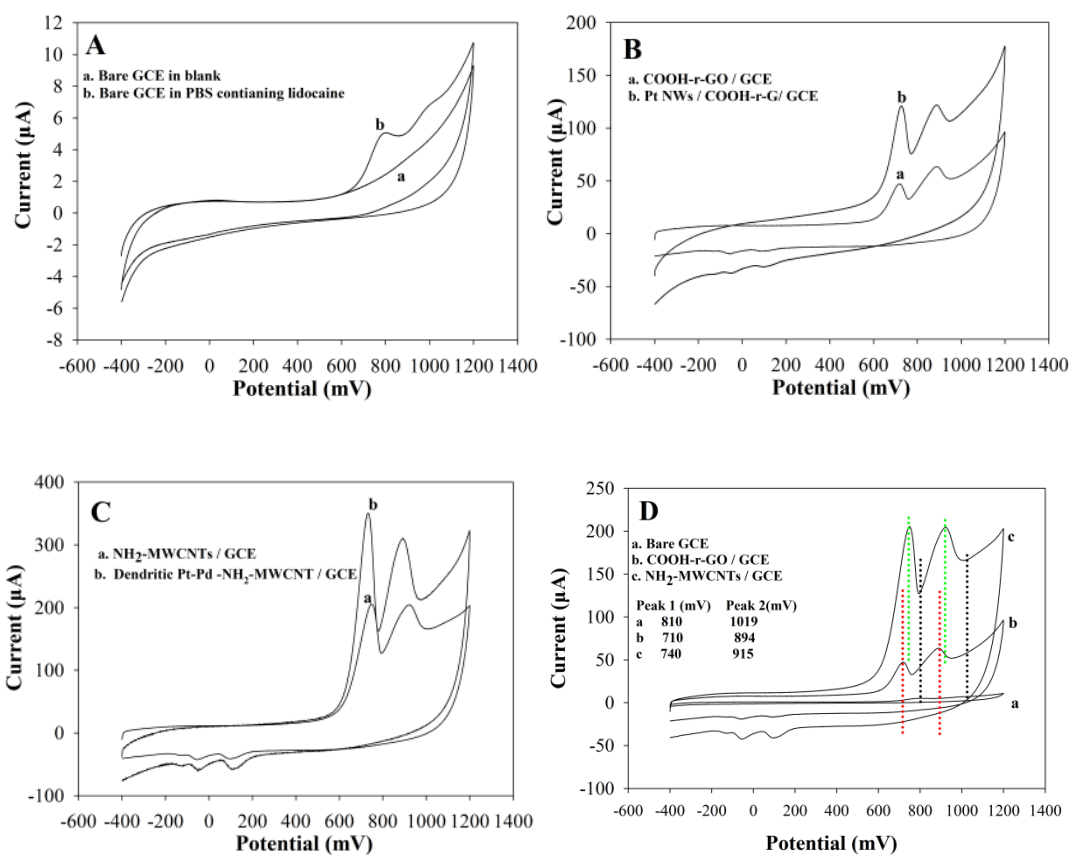 A
a. Bare GCE in blank
b. Bare GCE in PBS contianing lidocaine
b
a
12
10
8
6
4
2
0
-2
-4
-6
-8
Current (μA)
-600 -400 -200 0 200 400 600 800 1000 1200 1400
Potential (mV)
B
a. COOH-r-GO / GCE
b. Pt NWs / COOH-r-G/ GCE
b
a
200
150
100
50
0
-50
-100
Current (μA)
-600 -400 -200 0 200 400 600 800 1000 1200 1400
Potential (mV)
C
a. NH2-MWCNTs / GCE
b. Dendritic Pt-Pd -NH2-MWCNT / GCE
b
a
400
300
200
100
0
-100
Current (μA)
-600 -400 -200 0 200 400 600 800 1000 1200 1400
Potential (mV)
D
a. Bare GCE
b. COOH-r-GO / GCE
c. NH2-MWCNTs / GCE
Peak 1 (mV) Peak 2(mV)
a 810 1019
b 710 894
c 740 915
c
b
a
250
200
150
100
50
0
-50
-100
Current (μA)
-600 -400 -200 0 200 400 600 800 1000 1200 1400
Potential (mV)